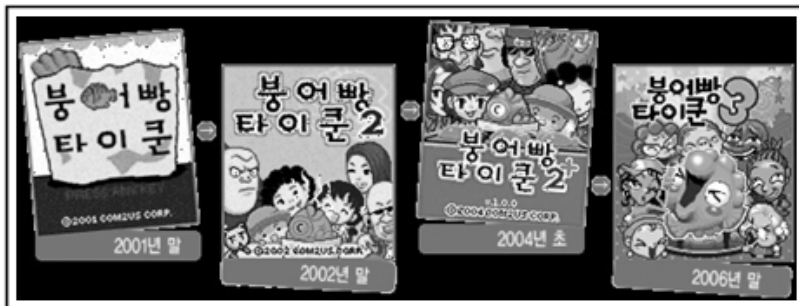 붕어빵
타이쿤
PRESS ANY KEY
©2001 COM2US CORP.
2001년 말
붕어빵
타이쿤2
©2002 COM2US CORP.
2002년 말
붕어빵
타이쿤2+
v.1.0.0
©2004 COM2US CORP.
2004년 초
붕어빵
타이쿤3
2006년 말